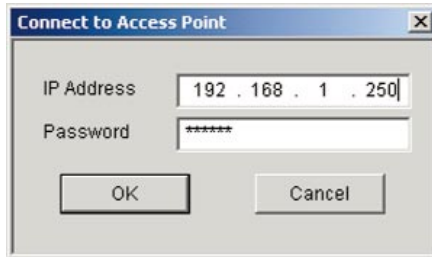 Connect to Access Point
IP Address 192 . 168 . 1 . 250
Password ******
OK Cancel